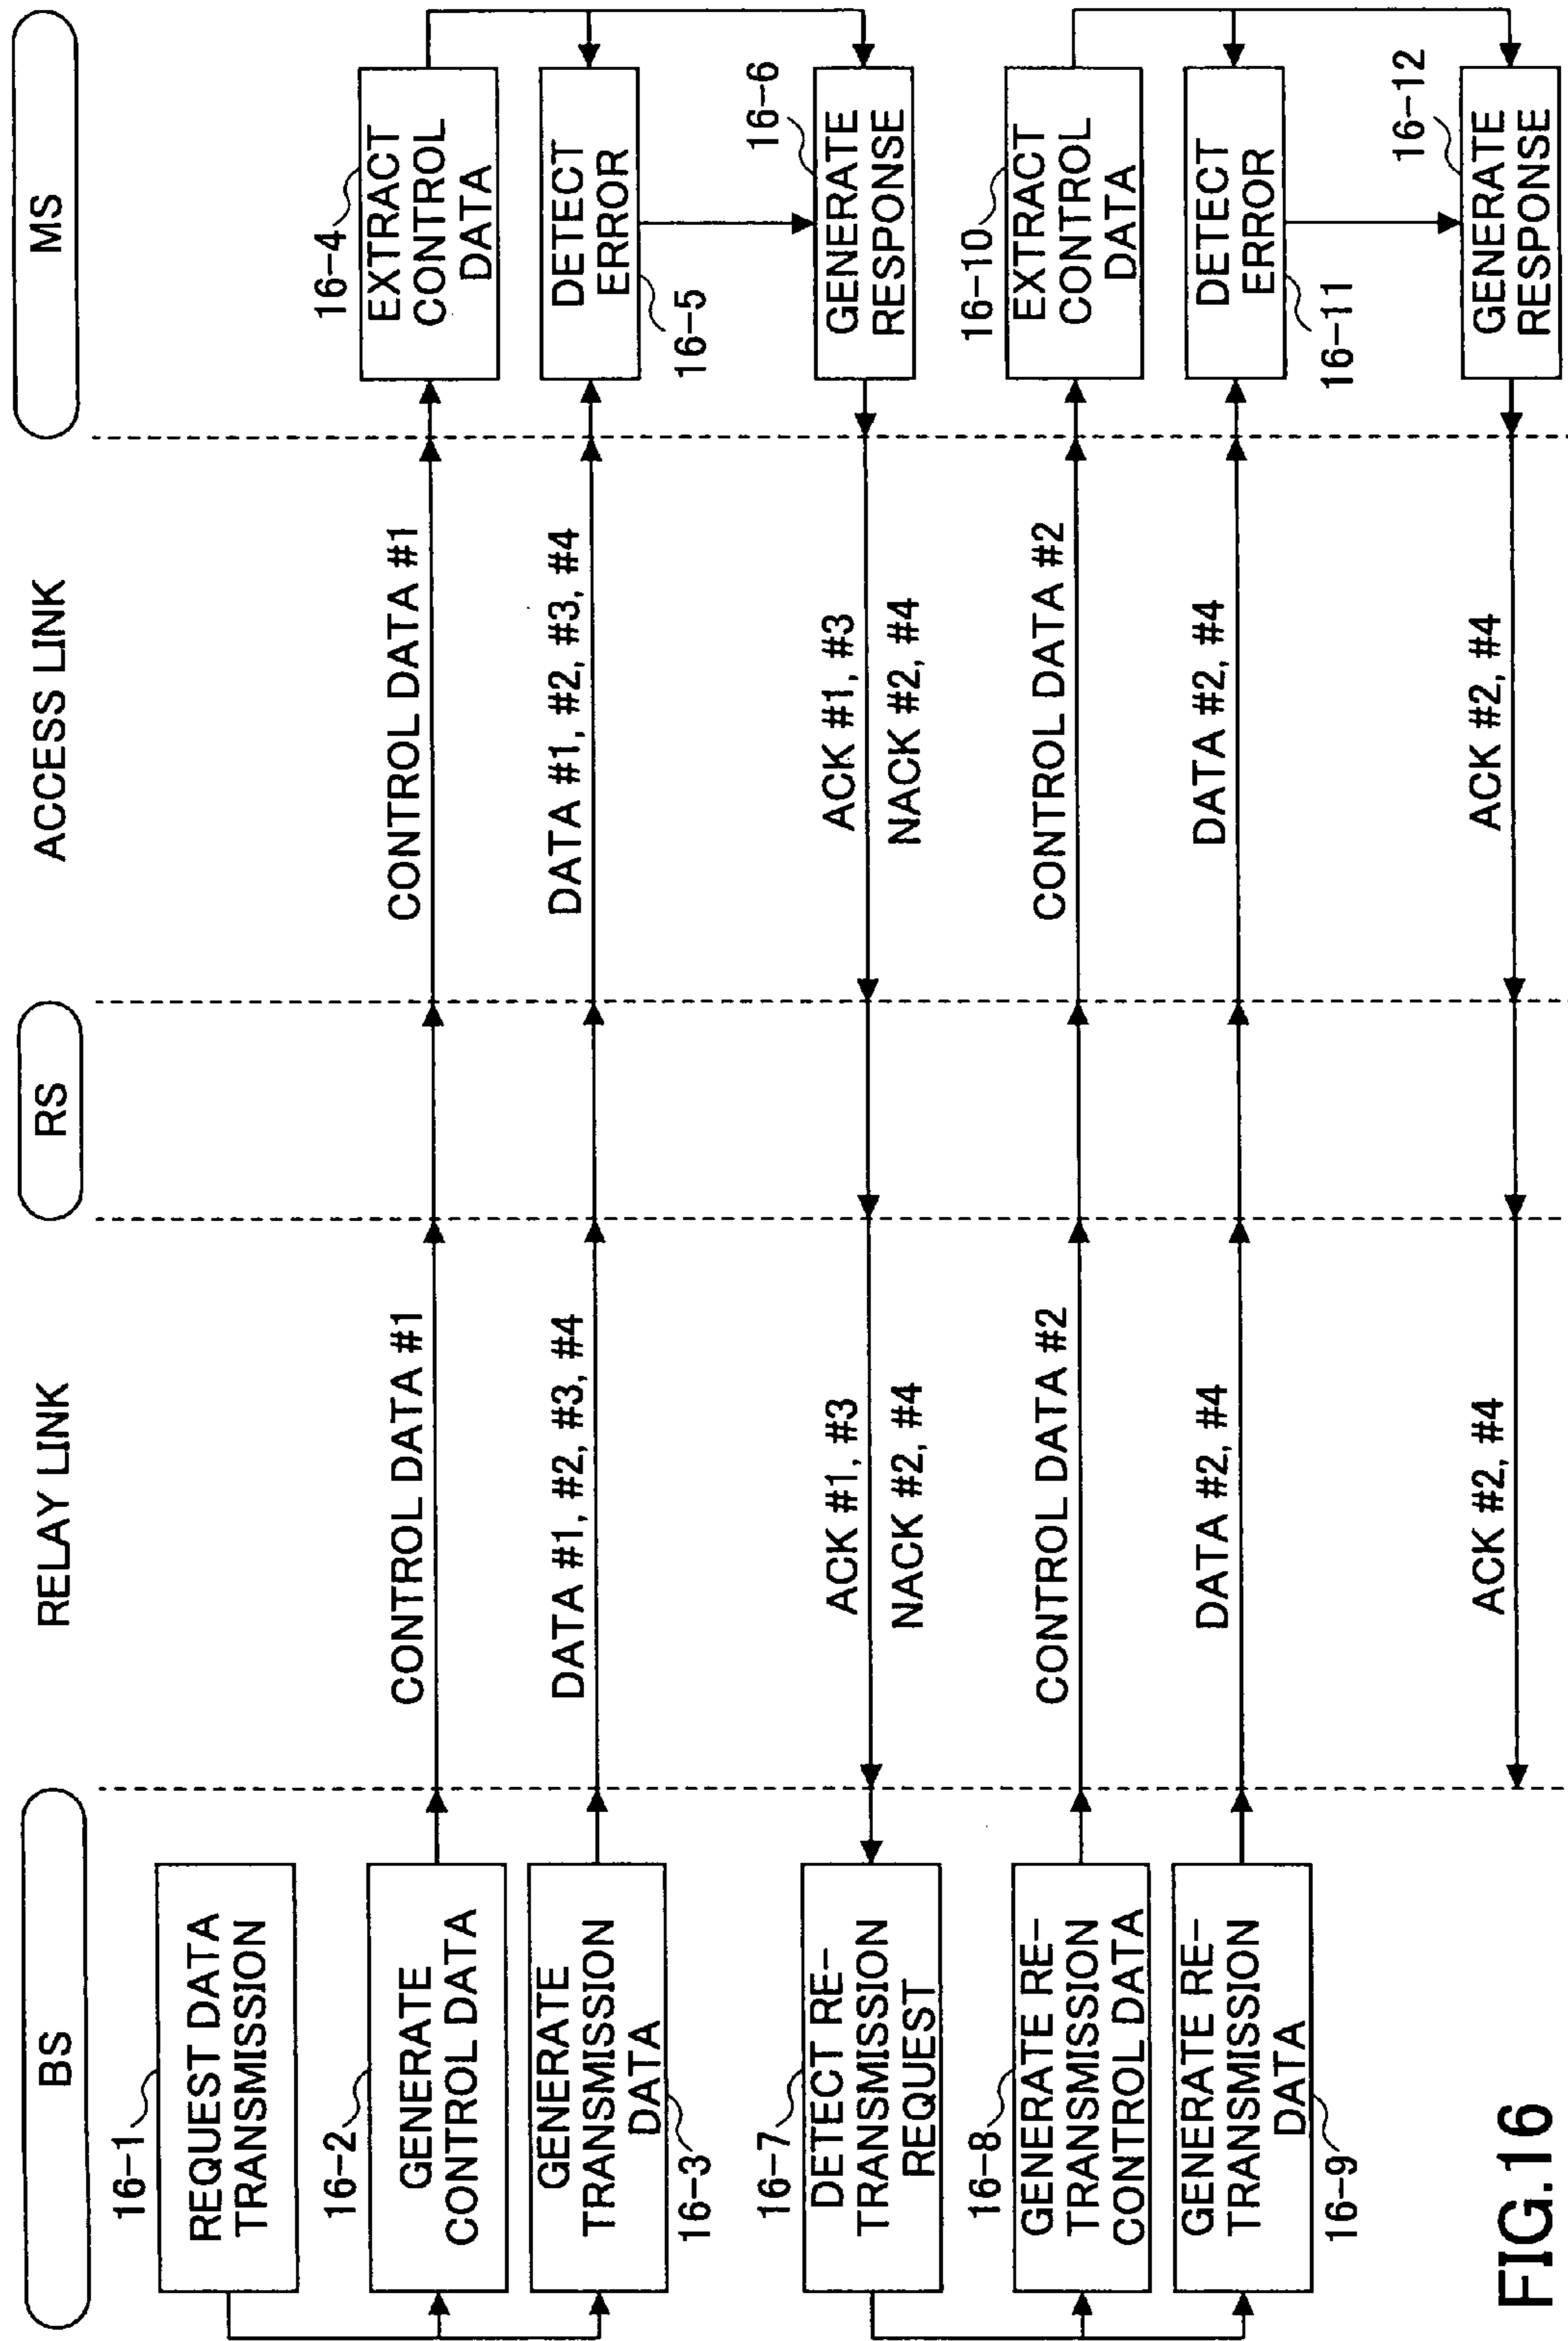 BS
RELAY LINK
RS
ACCESS LINK
MS
16-1
REQUEST DATA
TRANSMISSION
16-2
GENERATE
CONTROL DATA
CONTROL DATA #1
CONTROL DATA #1
16-4
EXTRACT
CONTROL
DATA
GENERATE
TRANSMISSION
DATA
16-3
DATA #1, #2, #3, #4
DATA #1, #2, #3, #4
DETECT
ERROR
16-5
16-7
DETECT RE-
TRANSMISSION
REQUEST
ACK #1, #3
NACK #2, #4
ACK #1, #3
NACK #2, #4
16-6
GENERATE
RESPONSE
16-8
GENERATE RE-
TRANSMISSION
CONTROL DATA
CONTROL DATA #2
CONTROL DATA #2
16-10
EXTRACT
CONTROL
DATA
GENERATE RE-
TRANSMISSION
DATA
16-9
DATA #2, #4
DATA #2, #4
DETECT
ERROR
16-11
ACK #2, #4
ACK #2, #4
16-12
GENERATE
RESPONSE
FIG.16